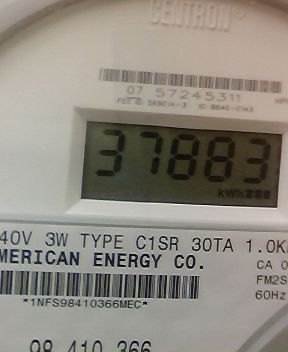 CENTRON®
07 57245311
37883
kWh
40V 3W TYPE C1SR 30TA 1.0K
MERICAN ENERGY CO.
CA 0
FM2S
60Hz
*1NFS98410366MEC*
98 410 366